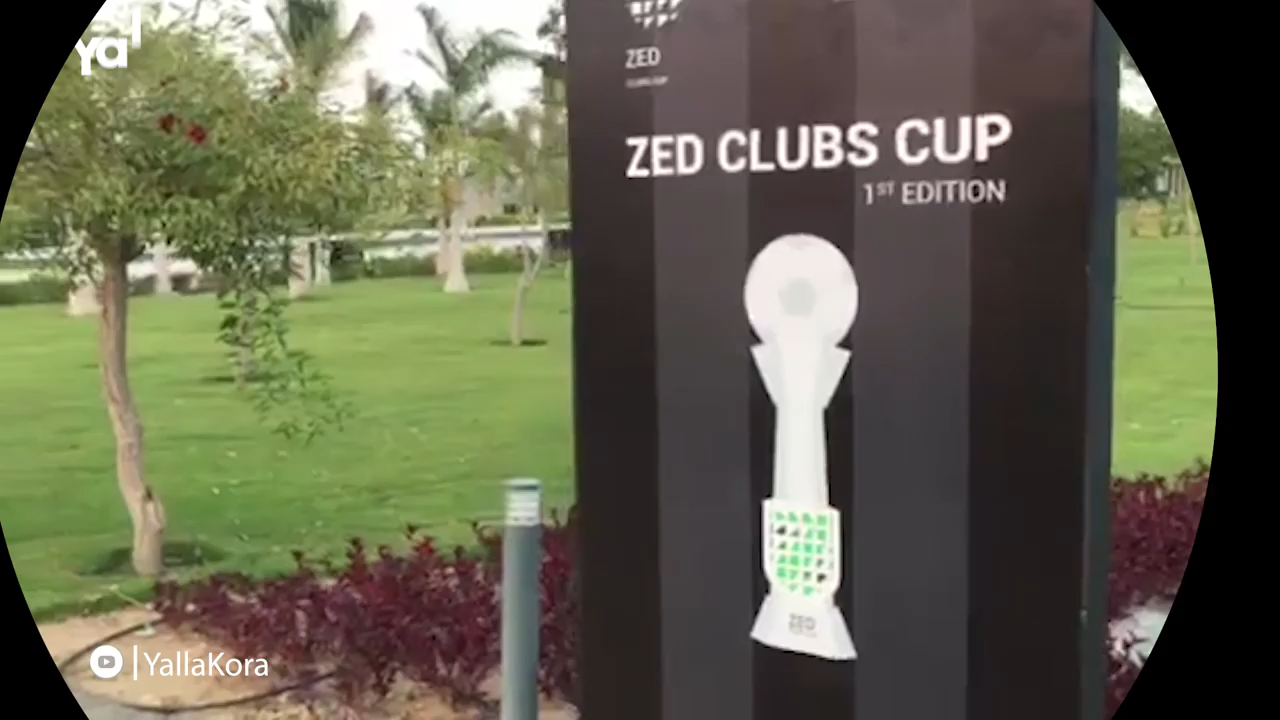 ya
ZED
ZED CLUBS CUP
1ST EDITION
ZED
YallaKora